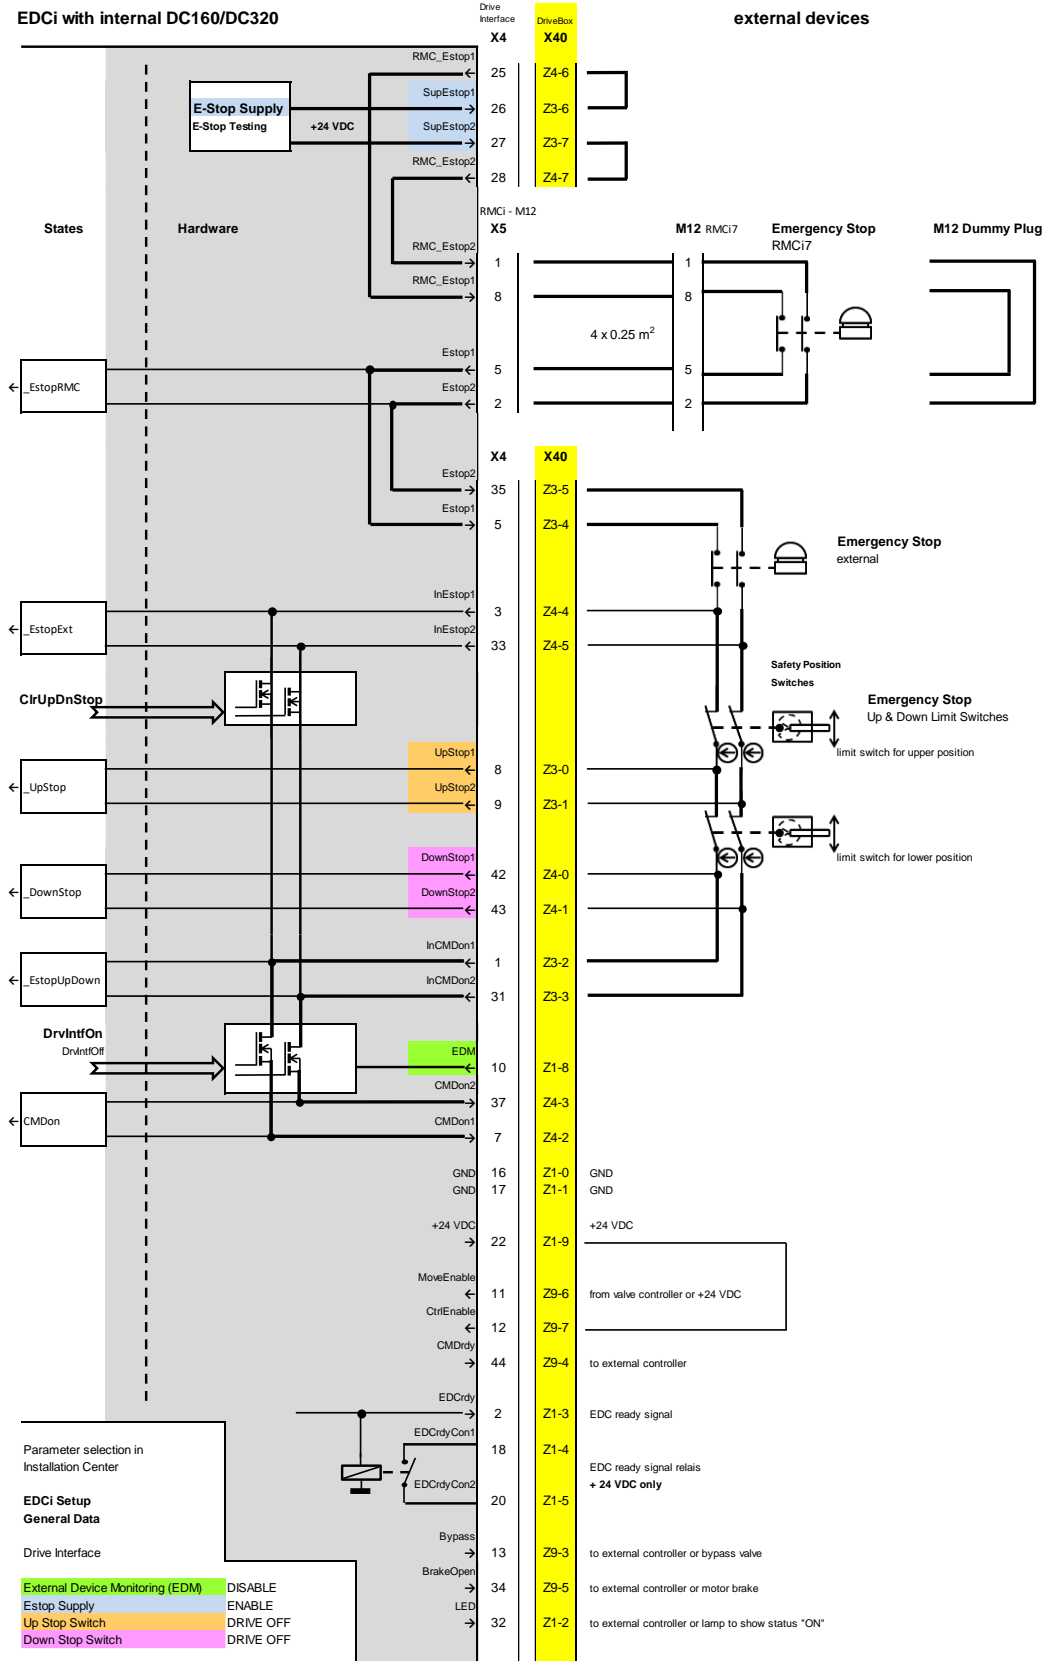 EDCi with internal DC160/DC320
Drive
Interface
DriveBox
external devices
X4
X40
RMC_Estop1
25
Z4-6
SupEstop1
E-Stop Supply
26
Z3-6
SupEstop2
E-Stop Testing
+24 VDC
27
Z3-7
RMC_Estop2
28
Z4-7
RMCi - M12
States
Hardware
X5
M12 RMCi7
Emergency Stop
RMCi7
M12 Dummy Plug
RMC_Estop2
1
1
RMC_Estop1
8
8
4 x 0.25 m²
Estop1
5
5
_EstopRMC
Estop2
2
2
X4
X40
Estop2
35
Z3-5
Estop1
5
Z3-4
Emergency Stop
external
InEstop1
3
Z4-4
_EstopExt
InEstop2
33
Z4-5
Safety Position
Switches
ClrUpDnStop
Emergency Stop
Up & Down Limit Switches
UpStop1
limit switch for upper position
8
Z3-0
_UpStop
UpStop2
9
Z3-1
DownStop1
limit switch for lower position
42
Z4-0
_DownStop
DownStop2
43
Z4-1
InCMDon1
1
Z3-2
_EstopUpDown
InCMDon2
31
Z3-3
DrvIntfOn
DrvIntfOff
EDM
10
Z1-8
CMDon2
37
Z4-3
CMDon
CMDon1
7
Z4-2
GND
16
Z1-0
GND
GND
17
Z1-1
GND
+24 VDC
+24 VDC
22
Z1-9
MoveEnable
11
Z9-6
from valve controller or +24 VDC
CtrlEnable
12
Z9-7
CMDrdy
44
Z9-4
to external controller
EDCrdy
2
Z1-3
EDC ready signal
EDCrdyCon1
18
Z1-4
Parameter selection in
Installation Center
EDC ready signal relais
+ 24 VDC only
EDCrdyCon2
20
Z1-5
EDCi Setup
General Data
Bypass
Drive Interface
13
Z9-3
to external controller or bypass valve
BrakeOpen
External Device Monitoring (EDM)
DISABLE
34
Z9-5
to external controller or motor brake
Estop Supply
ENABLE
LED
Up Stop Switch
DRIVE OFF
32
Z1-2
to external controller or lamp to show status "ON"
Down Stop Switch
DRIVE OFF